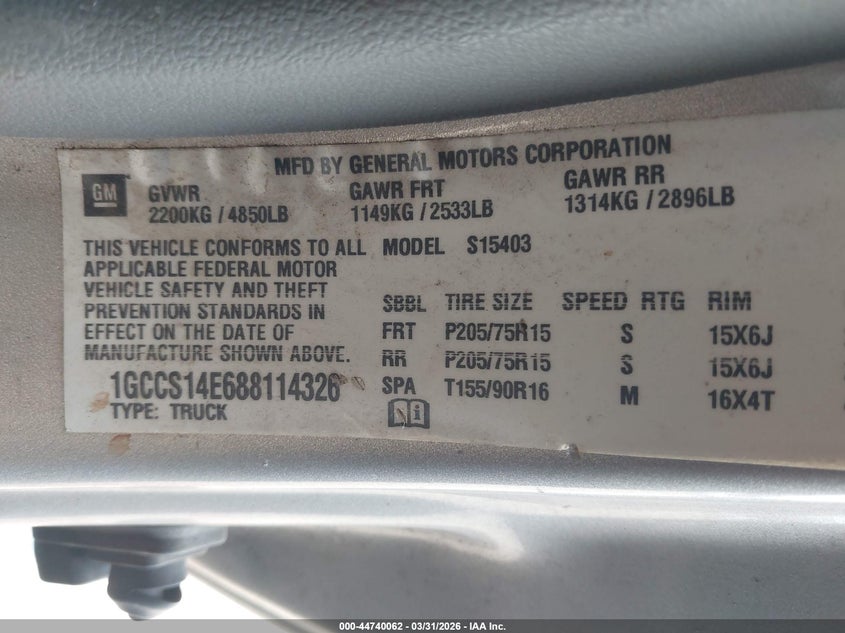 MFD BY GENERAL MOTORS CORPORATION
GM GVWR GAWR FRT GAWR RR
2200KG / 4850LB 1149KG / 2533LB 1314KG / 2896LB
THIS VEHICLE CONFORMS TO ALL MODEL S15403
APPLICABLE FEDERAL MOTOR
VEHICLE SAFETY AND THEFT
PREVENTION STANDARDS IN SBBL TIRE SIZE SPEED RTG RIM
EFFECT ON THE DATE OF FRT P205/75R15 S 15X6J
MANUFACTURE SHOWN ABOVE. RR P205/75R15 S 15X6J
1GCCS14E688114326 SPA T155/90R16 M 16X4T
TYPE: TRUCK
000-44740062 - 03/31/2026 - IAA Inc.